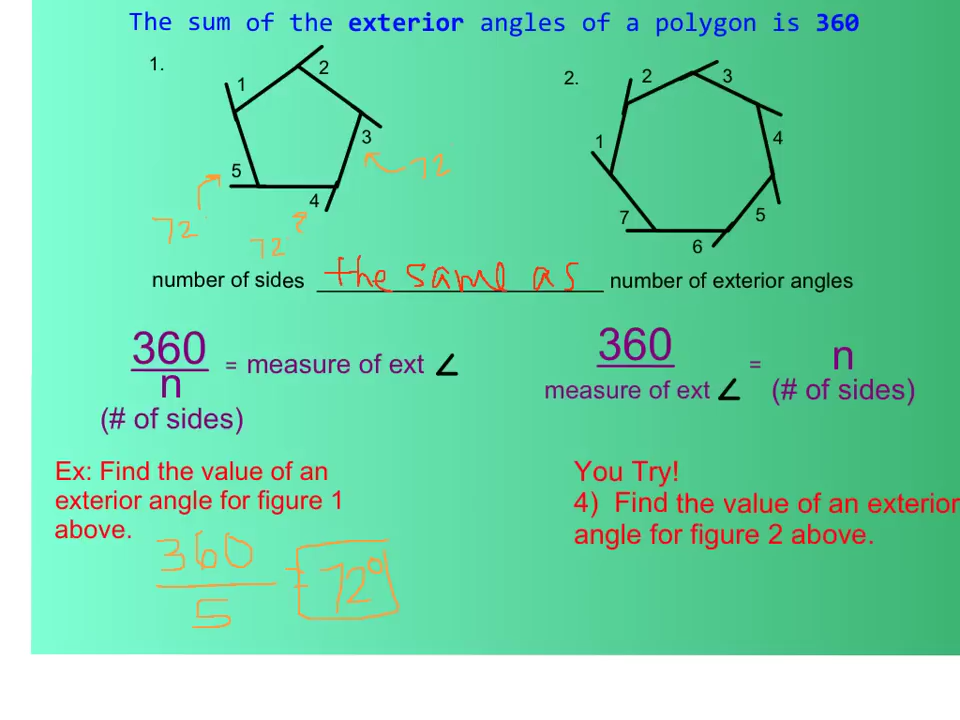 The sum of the exterior angles of a polygon is 360
1.
2.
1
2
3
4
5
72
72
72
1
2
3
4
5
6
7
number of sides the same as number of exterior angles
360
n
(# of sides)
= measure of ext ∠
360
measure of ext ∠
= n
(# of sides)
Ex: Find the value of an
exterior angle for figure 1
above.
360
5
= 72°
You Try!
4) Find the value of an exterior
angle for figure 2 above.